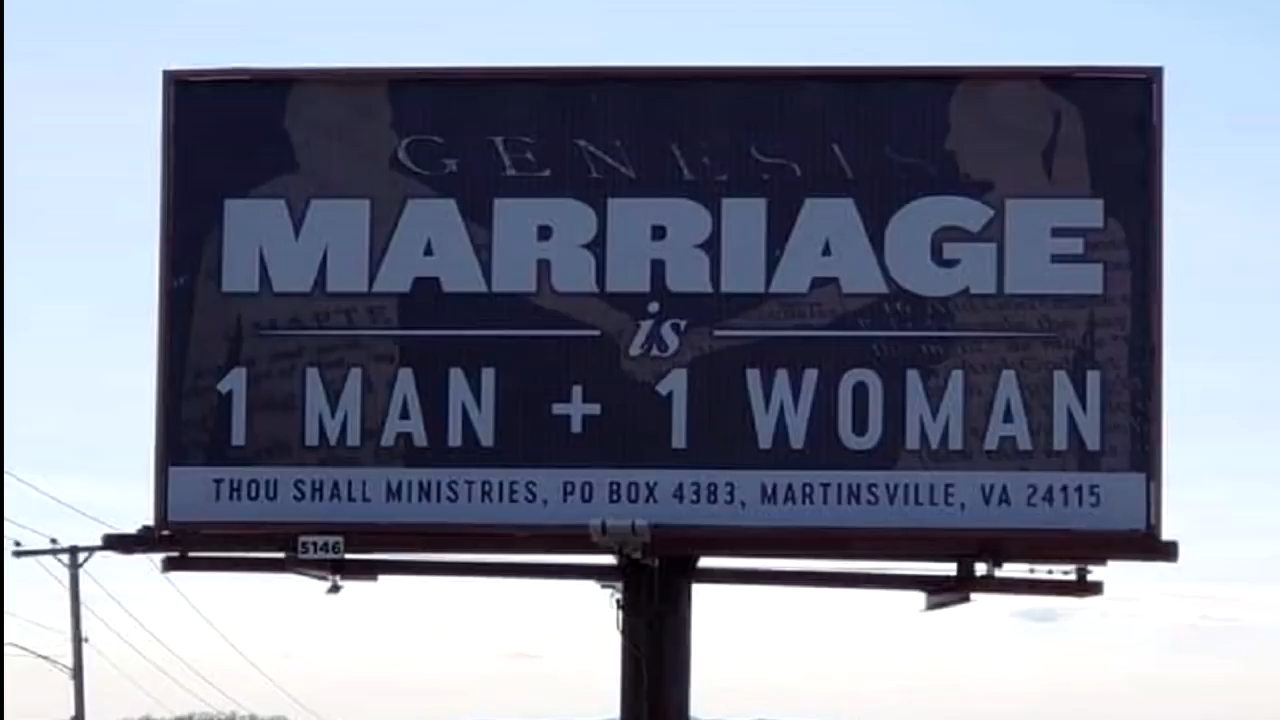 GENESIS
MARRIAGE
is
1 MAN + 1 WOMAN
THOU SHALL MINISTRIES, PO BOX 4383, MARTINSVILLE, VA 24115
5146